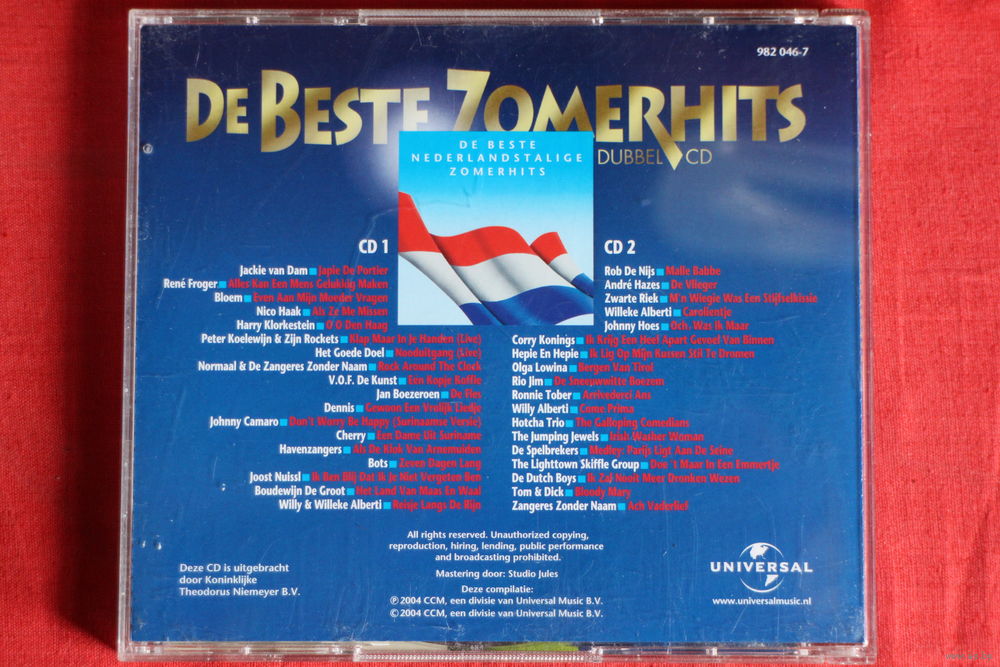 982 046-7
DE BESTE ZOMERHITS
DUBBEL CD
DE BESTE
NEDERLANDSTALIGE
ZOMERHITS
CD 1
Jackie van Dam Japie De Portier
René Froger Alles Kan Een Mens Gelukkig Maken
Bloem Even Aan Mijn Moeder Vragen
Nico Haak Als Ze Me Missen
Harry Klorkestein O O Den Haag
Peter Koelewijn & Zijn Rockets Klap Maar In Je Handen (Live)
Het Goede Doel Nooduitgang (Live)
Normaal & De Zangeres Zonder Naam Rock Around The Clock
V.O.F. De Kunst Een Kopje Koffie
Jan Boezeroen De Fles
Dennis Gewoon Een Vrolijk Liedje
Johnny Camaro Don't Worry Be Happy (Surinaamse Versie)
Cherry Een Dame Uit Suriname
Havenzangers Als De Klok Van Arnemuiden
Bots Zeven Dagen Lang
Joost Nuissl Ik Ben Blij Dat Ik Je Niet Vergeten Ben
Boudewijn De Groot Het Land Van Maas En Waal
Willy & Willeke Alberti Reisje Langs De Rijn
CD 2
Rob De Nijs Malle Babbe
André Hazes De Vlieger
Zwarte Riek M'n Wiegie Was Een Stijfselkissie
Willeke Alberti Carolientje
Johnny Hoes Och, Was Ik Maar
Corry Konings Ik Krijg Een Heel Apart Gevoel Van Binnen
Hepie En Hepie Ik Lig Op Mijn Kussen Stil Te Dromen
Olga Lowina Bergen Van Tirol
Rio Jim De Sneeuwwitte Boezem
Ronnie Tober Arrivederci Ans
Willy Alberti Come Prima
Hotcha Trio The Galloping Comedians
The Jumping Jewels Irish Washer Woman
De Spelbrekers Medley: Parijs Ligt Aan De Seine
The Lighttown Skiffle Group Doe 't Maar In Een Emmertje
De Dutch Boys Ik Zal Nooit Meer Dronken Wezen
Tom & Dick Bloody Mary
Zangeres Zonder Naam Ach Vaderlief
All rights reserved. Unauthorized copying,
reproduction, hiring, lending, public performance
and broadcasting prohibited.
Mastering door: Studio Jules
Deze compilatie:
℗ 2004 CCM, een divisie van Universal Music B.V.
© 2004 CCM, een divisie van Universal Music B.V.
Deze CD is uitgebracht
door Koninklijke
Theodorus Niemeyer B.V.
UNIVERSAL
www.universalmusic.nl